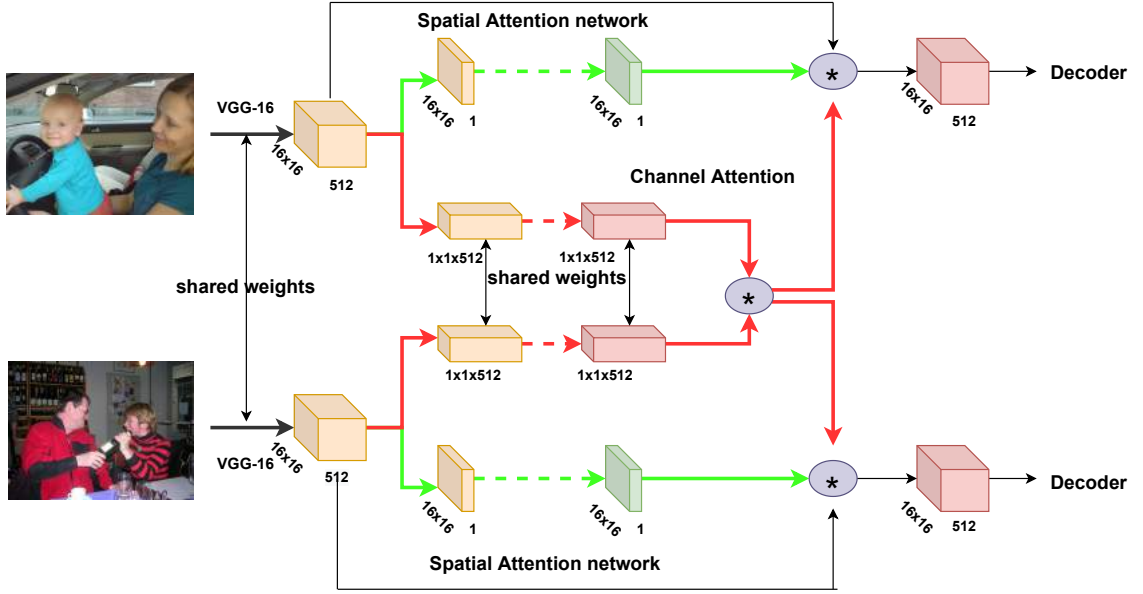 Spatial Attention network
VGG-16
16x16
512
16x16
1
16x16
1
*
16x16
512
Decoder
Channel Attention
1x1x512
1x1x512
shared weights
shared weights
*
1x1x512
1x1x512
VGG-16
16x16
512
16x16
1
16x16
1
*
16x16
512
Decoder
Spatial Attention network